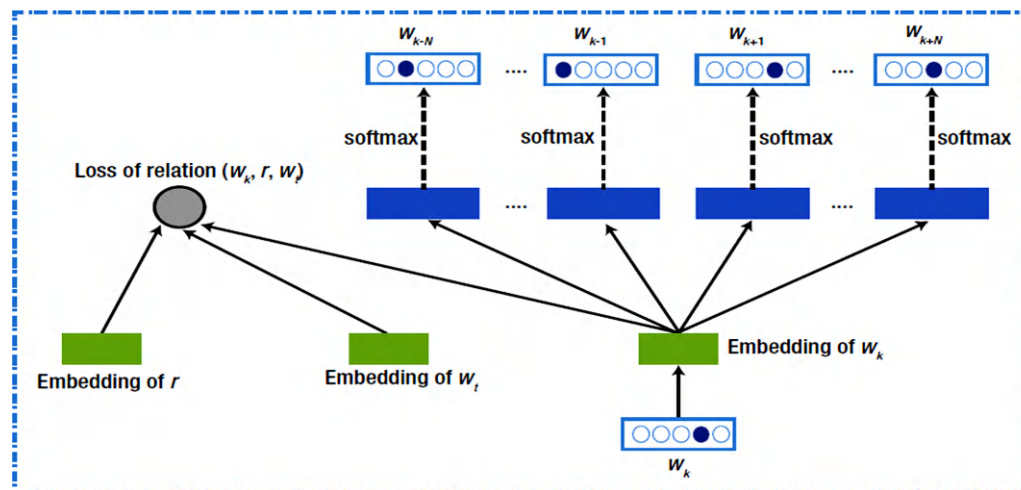 W_{k-N} W_{k-1} W_{k+1} W_{k+N}
.... ....
softmax softmax softmax softmax
Loss of relation (w_k, r, w_t)
.... ....
Embedding of w_k
Embedding of r Embedding of w_t
W_k